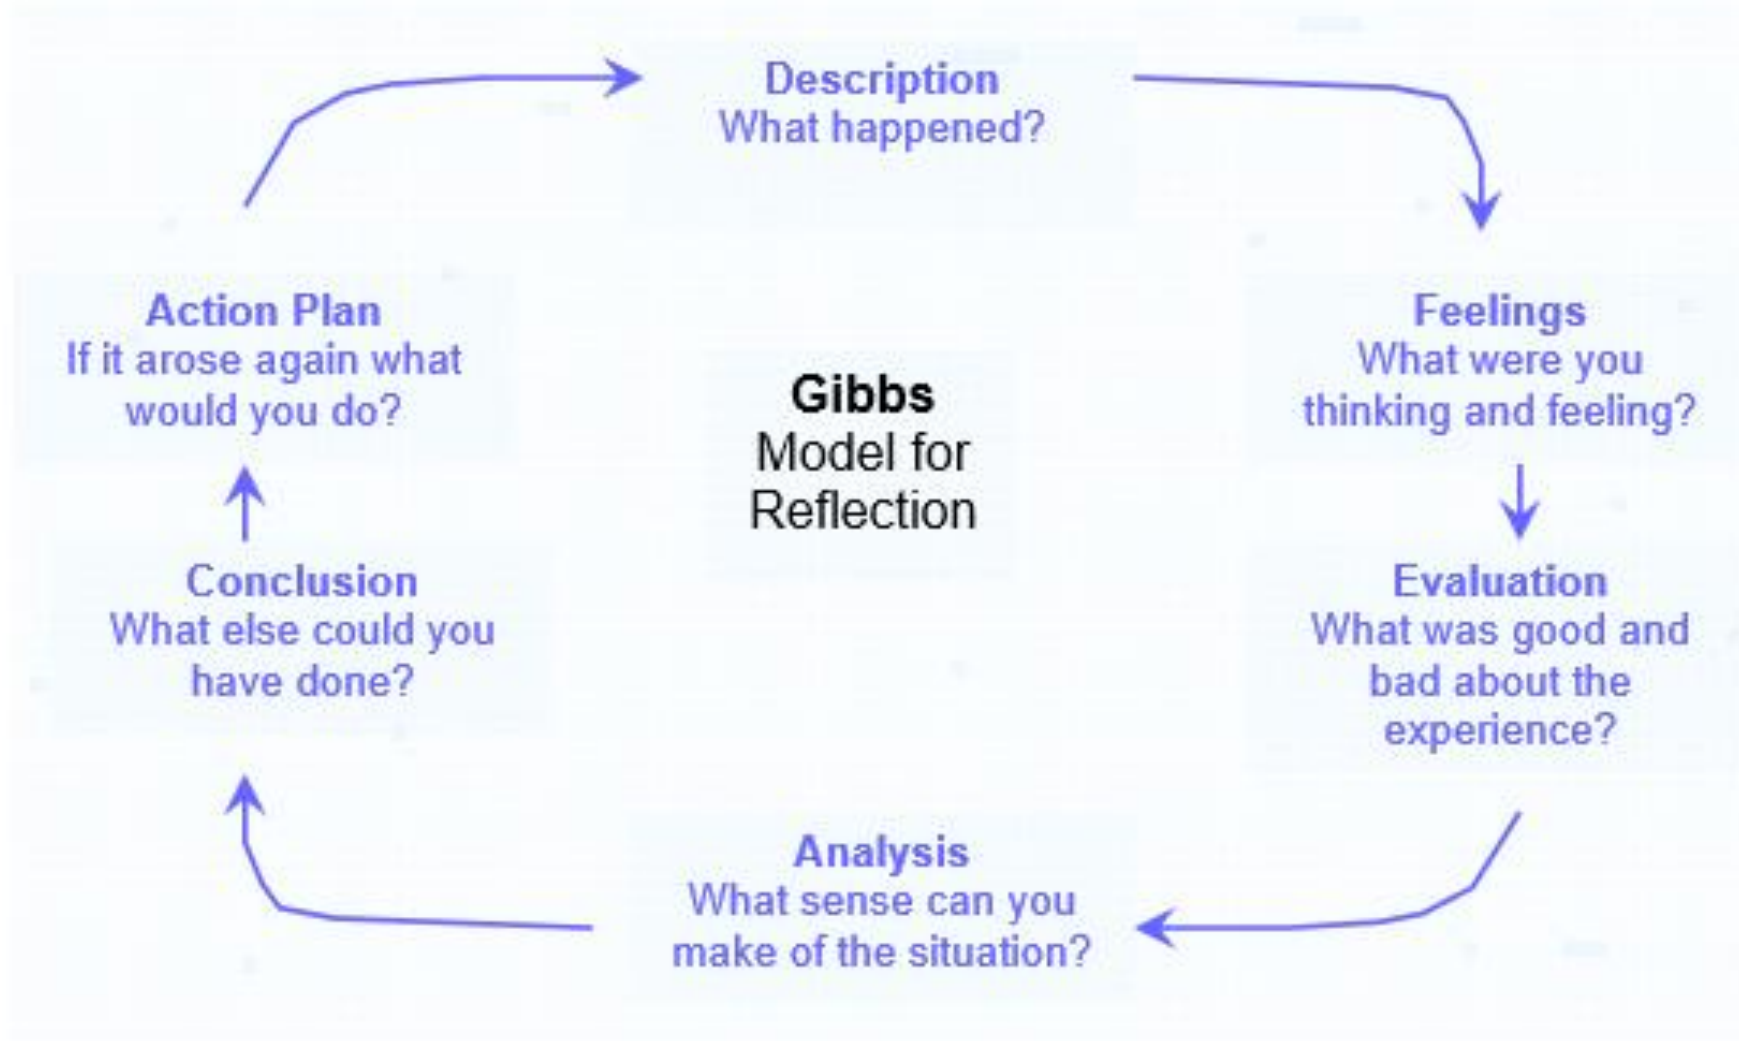 Description
What happened?
Feelings
What were you
thinking and feeling?
Evaluation
What was good and
bad about the
experience?
Analysis
What sense can you
make of the situation?
Conclusion
What else could you
have done?
Action Plan
If it arose again what
would you do?
Gibbs
Model for
Reflection